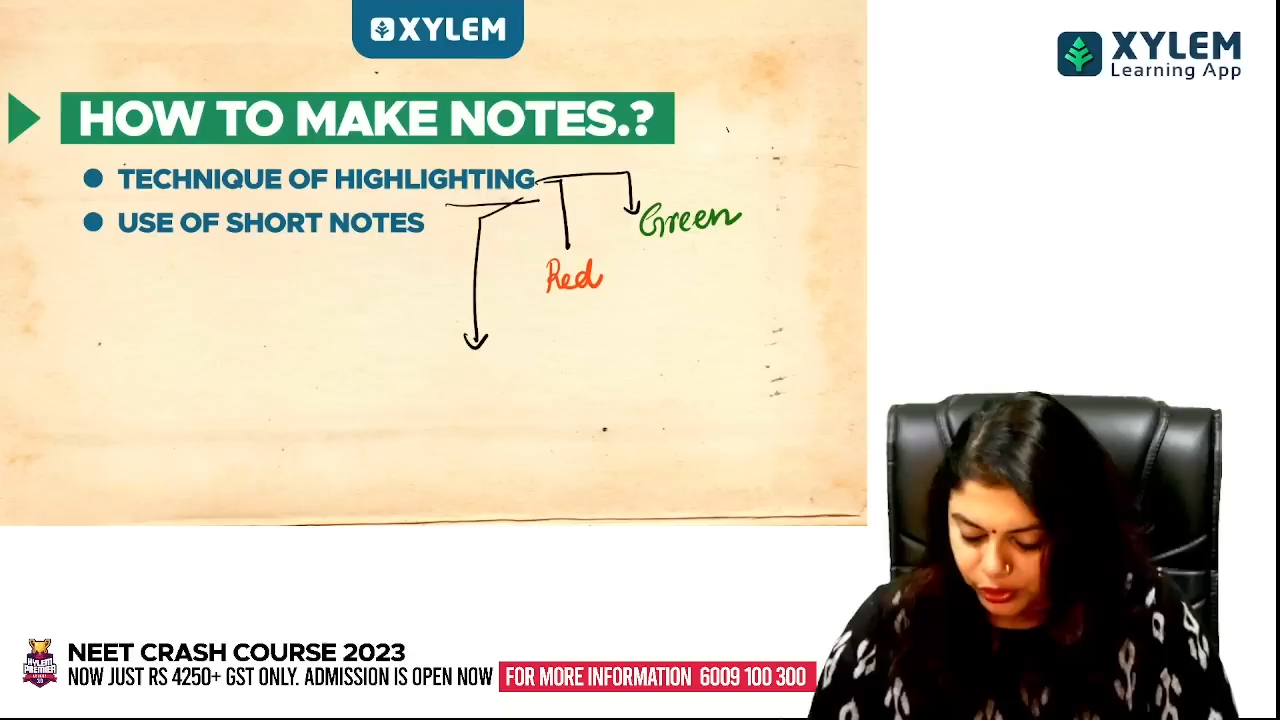 XYLEM
XYLEM
Learning App
HOW TO MAKE NOTES.?
TECHNIQUE OF HIGHLIGHTING
USE OF SHORT NOTES
Green
Red
NEET CRASH COURSE 2023
NOW JUST RS 4250+ GST ONLY. ADMISSION IS OPEN NOW
FOR MORE INFORMATION 6009 100 300